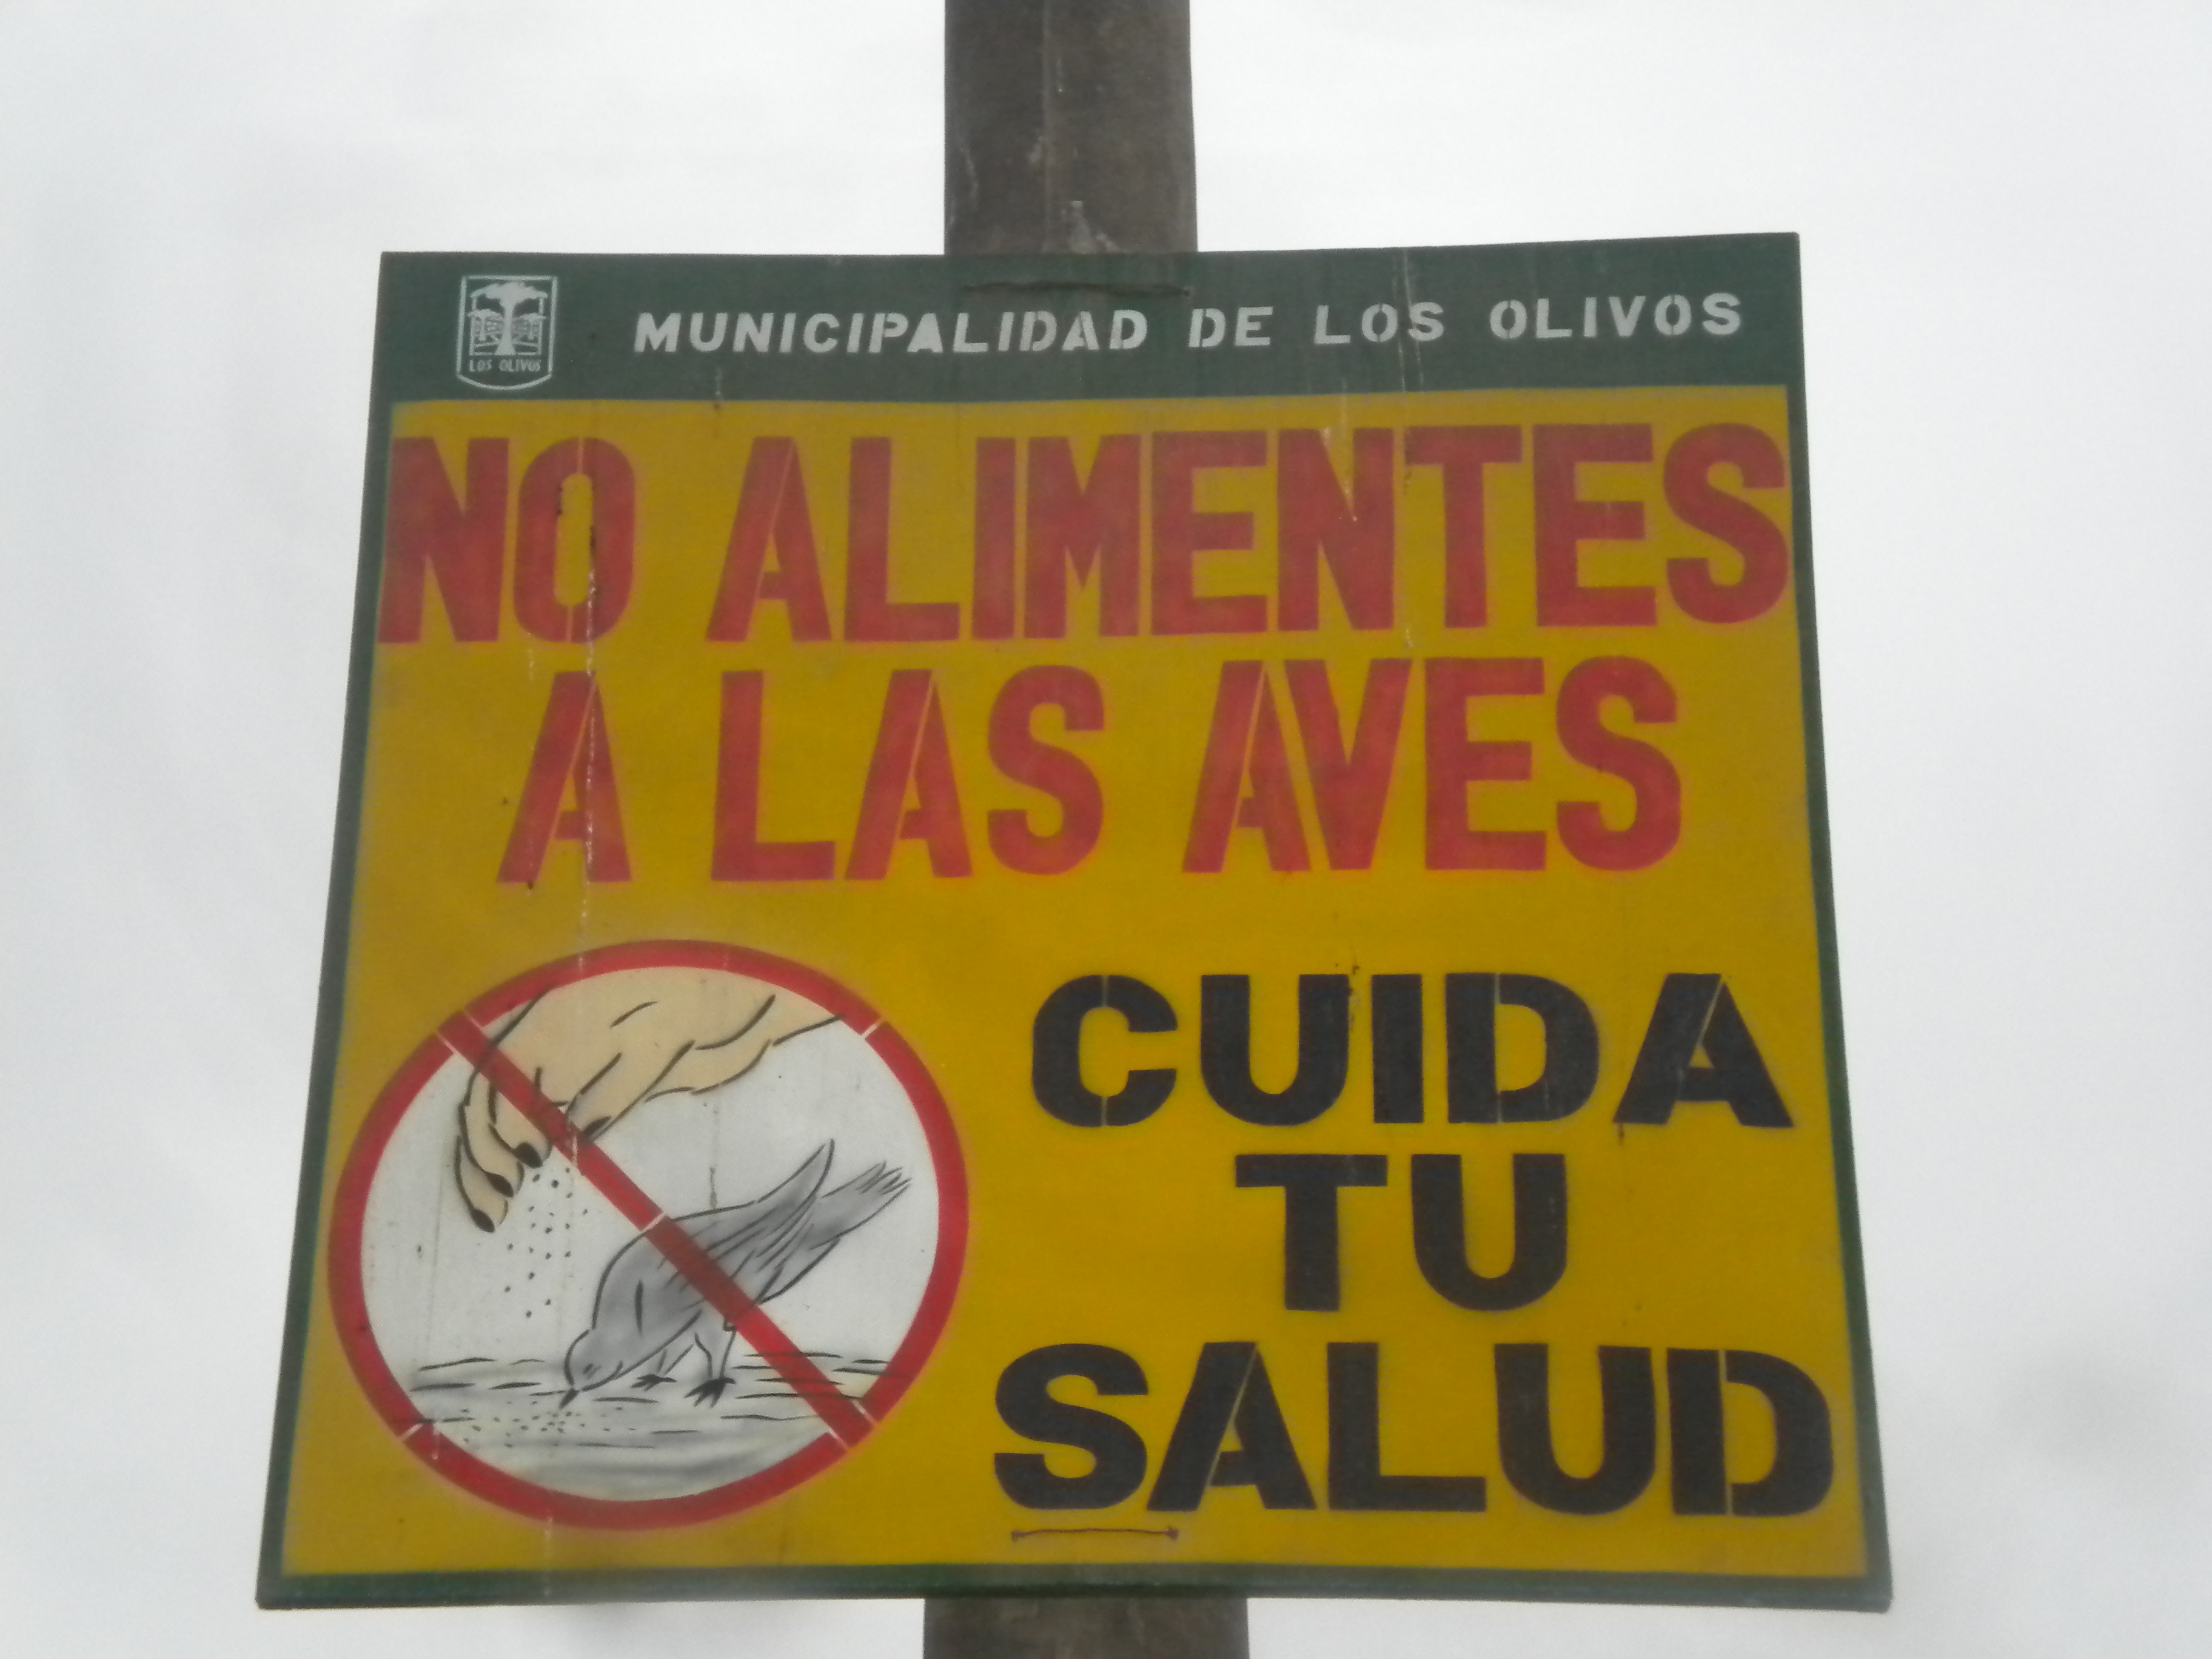 LOS OLIVOS
MUNICIPALIDAD DE LOS OLIVOS
NO ALIMENTES
A LAS AVES
CUIDA
TU
SALUD